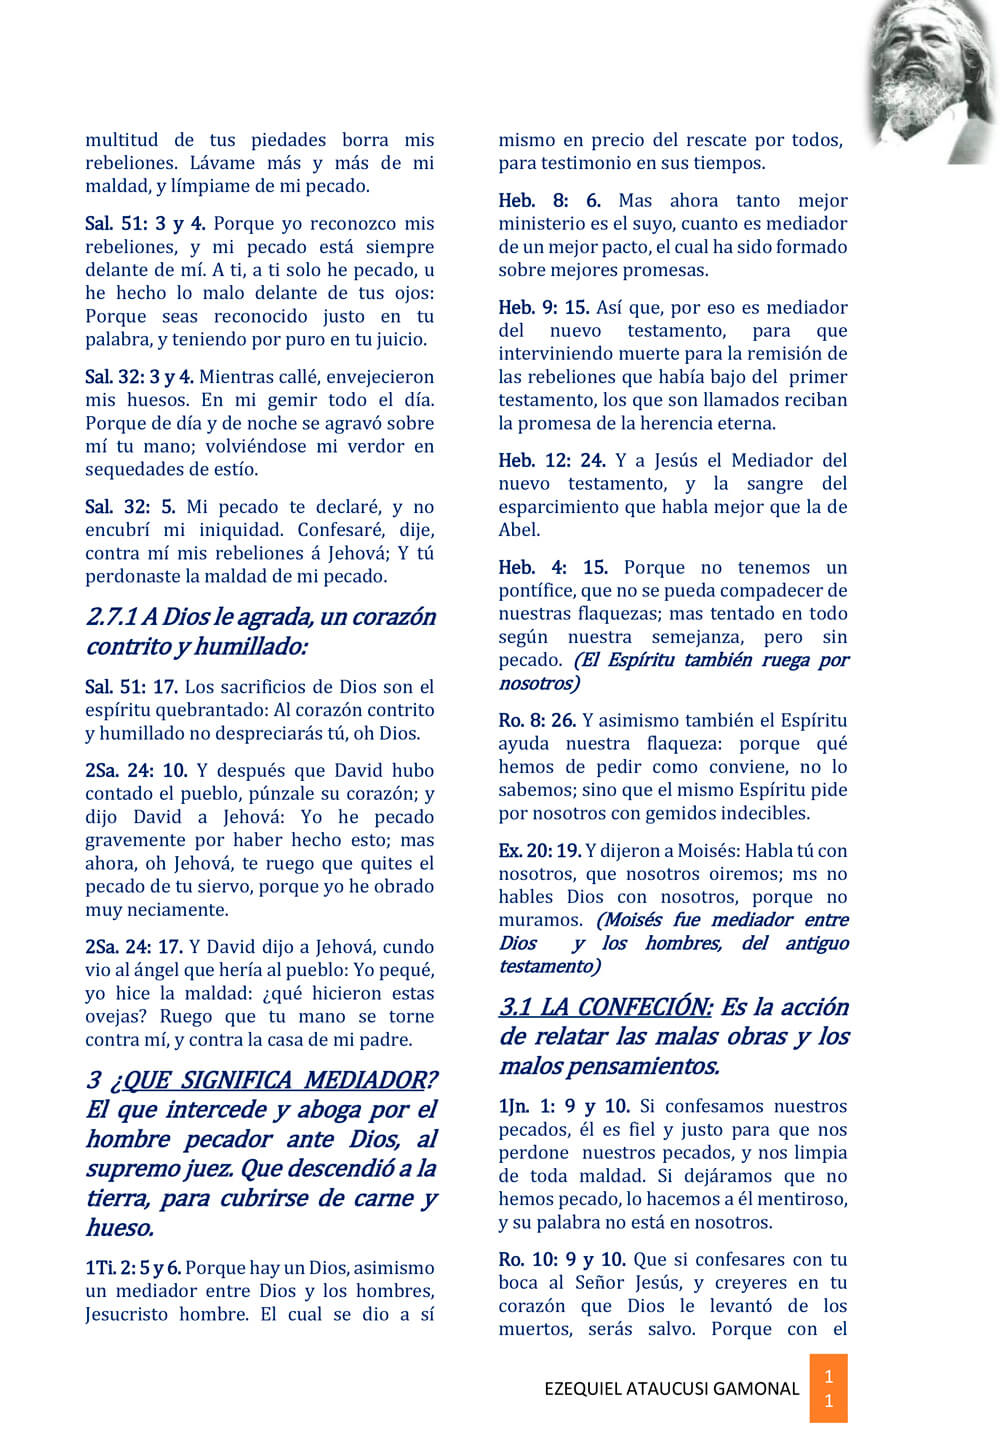 multitud de tus piedades borra mis
rebeliones. Lávame más y más de mi
maldad, y límpiame de mi pecado.
Sal. 51: 3 y 4. Porque yo reconozco mis
rebeliones, y mi pecado está siempre
delante de mí. A ti, a ti solo he pecado, u
he hecho lo malo delante de tus ojos:
Porque seas reconocido justo en tu
palabra, y teniendo por puro en tu juicio.
Sal. 32: 3 y 4. Mientras callé, envejecieron
mis huesos. En mi gemir todo el día.
Porque de día y de noche se agravó sobre
mí tu mano; volviéndose mi verdor en
sequedades de estío.
Sal. 32: 5. Mi pecado te declaré, y no
encubrí mi iniquidad. Confesaré, dije,
contra mí mis rebeliones á Jehová; Y tú
perdonaste la maldad de mi pecado.
2.7.1 A Dios le agrada, un corazón
contrito y humillado:
Sal. 51: 17. Los sacrificios de Dios son el
espíritu quebrantado: Al corazón contrito
y humillado no despreciarás tú, oh Dios.
2Sa. 24: 10. Y después que David hubo
contado el pueblo, púnzale su corazón; y
dijo David a Jehová: Yo he pecado
gravemente por haber hecho esto; mas
ahora, oh Jehová, te ruego que quites el
pecado de tu siervo, porque yo he obrado
muy neciamente.
2Sa. 24: 17. Y David dijo a Jehová, cundo
vio al ángel que hería al pueblo: Yo pequé,
yo hice la maldad: ¿qué hicieron estas
ovejas? Ruego que tu mano se torne
contra mí, y contra la casa de mi padre.
3 ¿QUE SIGNIFICA MEDIADOR?
El que intercede y aboga por el
hombre pecador ante Dios, al
supremo juez. Que descendió a la
tierra, para cubrirse de carne y
hueso.
1Ti. 2: 5 y 6. Porque hay un Dios, asimismo
un mediador entre Dios y los hombres,
Jesucristo hombre. El cual se dio a sí
mismo en precio del rescate por todos,
para testimonio en sus tiempos.
Heb. 8: 6. Mas ahora tanto mejor
ministerio es el suyo, cuanto es mediador
de un mejor pacto, el cual ha sido formado
sobre mejores promesas.
Heb. 9: 15. Así que, por eso es mediador
del nuevo testamento, para que
interviniendo muerte para la remisión de
las rebeliones que había bajo del primer
testamento, los que son llamados reciban
la promesa de la herencia eterna.
Heb. 12: 24. Y a Jesús el Mediador del
nuevo testamento, y la sangre del
esparcimiento que habla mejor que la de
Abel.
Heb. 4: 15. Porque no tenemos un
pontífice, que no se pueda compadecer de
nuestras flaquezas; mas tentado en todo
según nuestra semejanza, pero sin
pecado. (El Espíritu también ruega por
nosotros)
Ro. 8: 26. Y asimismo también el Espíritu
ayuda nuestra flaqueza: porque qué
hemos de pedir como conviene, no lo
sabemos; sino que el mismo Espíritu pide
por nosotros con gemidos indecibles.
Ex. 20: 19. Y dijeron a Moisés: Habla tú con
nosotros, que nosotros oiremos; ms no
hables Dios con nosotros, porque no
muramos. (Moisés fue mediador entre
Dios y los hombres, del antiguo
testamento)
3.1 LA CONFECIÓN: Es la acción
de relatar las malas obras y los
malos pensamientos.
1Jn. 1: 9 y 10. Si confesamos nuestros
pecados, él es fiel y justo para que nos
perdone nuestros pecados, y nos limpia
de toda maldad. Si dejáramos que no
hemos pecado, lo hacemos a él mentiroso,
y su palabra no está en nosotros.
Ro. 10: 9 y 10. Que si confesares con tu
boca al Señor Jesús, y creyeres en tu
corazón que Dios le levantó de los
muertos, serás salvo. Porque con el
EZEQUIEL ATAUCUSI GAMONAL
1
1